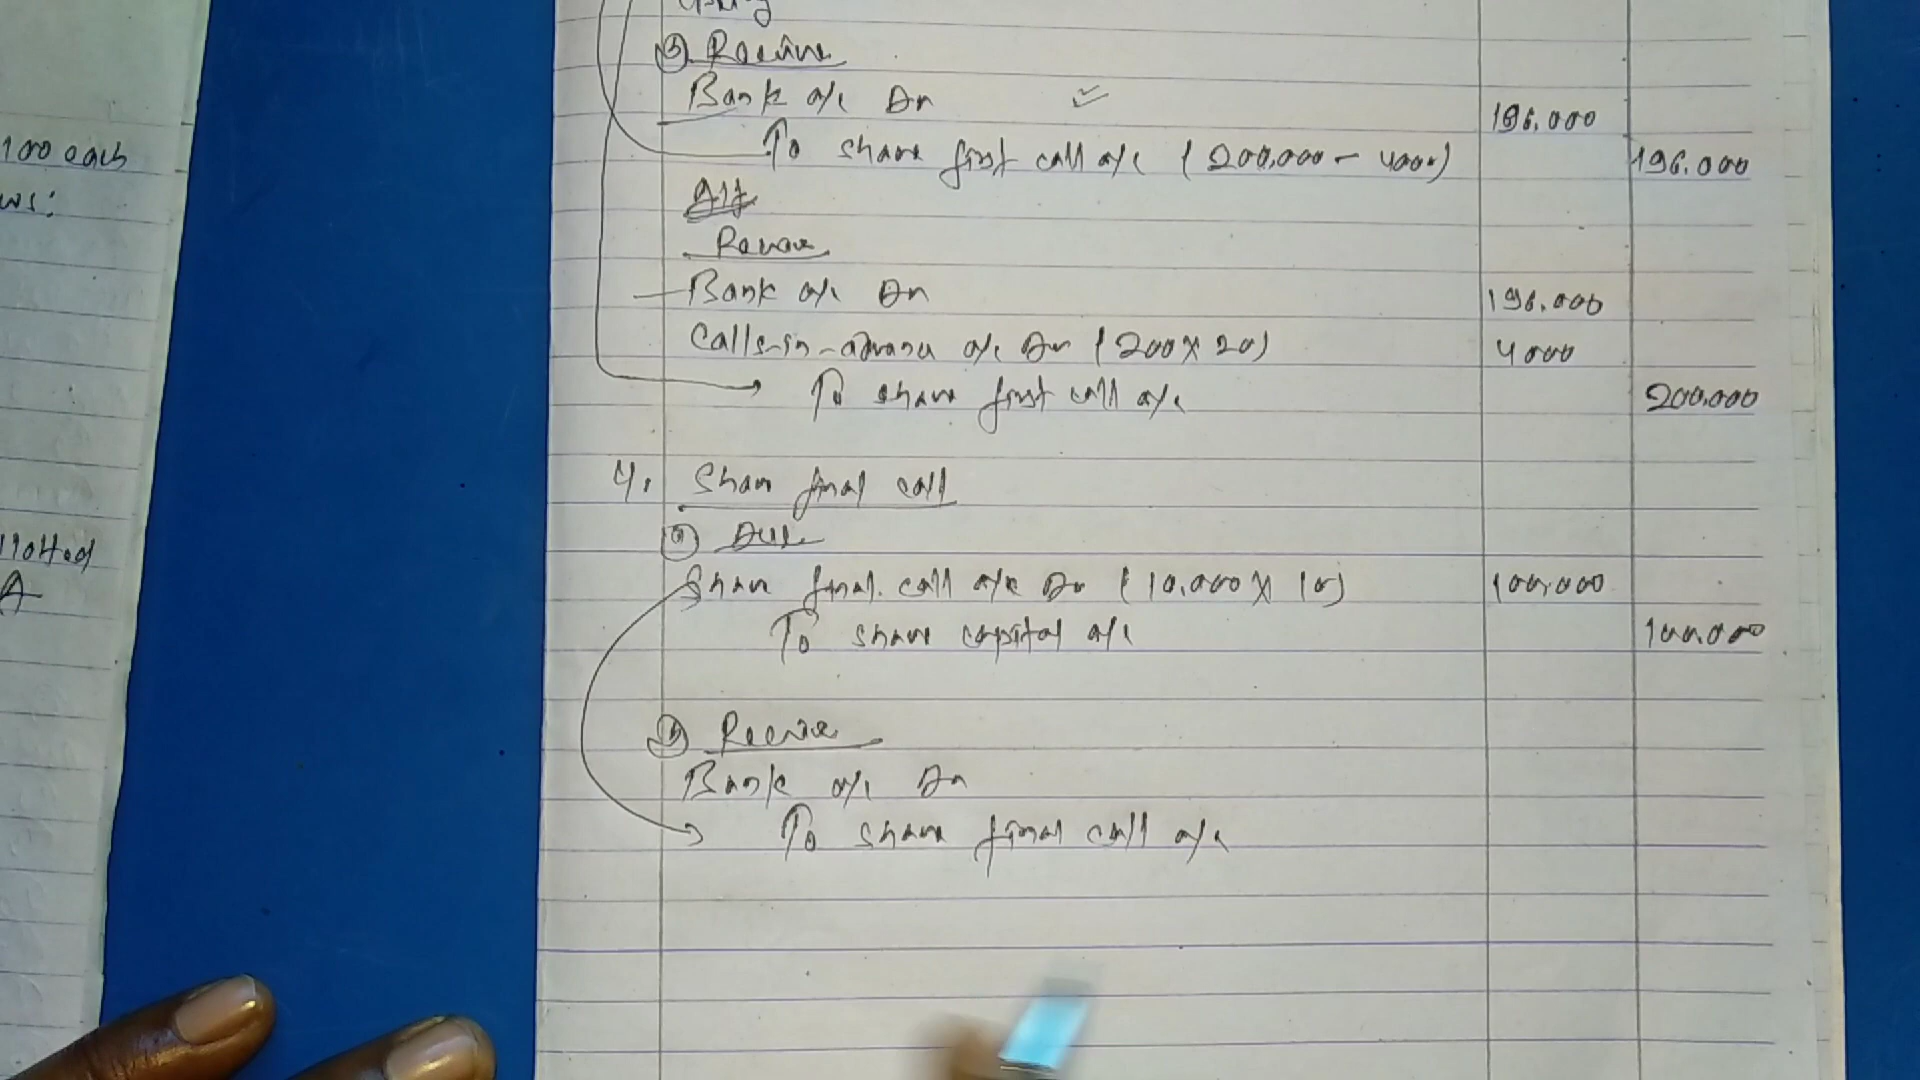 100 each
ws:
llotted
A
b Receive
Bank a/c Dr
196.000
To share first call a/c (200.000 - 4000)
196.000
Receive
Bank a/c Dr
196.000
Calls-in-advance a/c Dr (200 x 20)
4000
To share first call a/c
200.000
4. Share final call
a Due
Share final call a/c Dr (10,000 x 10)
100,000
To share capital a/c
100.000
b Receive
Bank a/c Dr
To share final call a/c